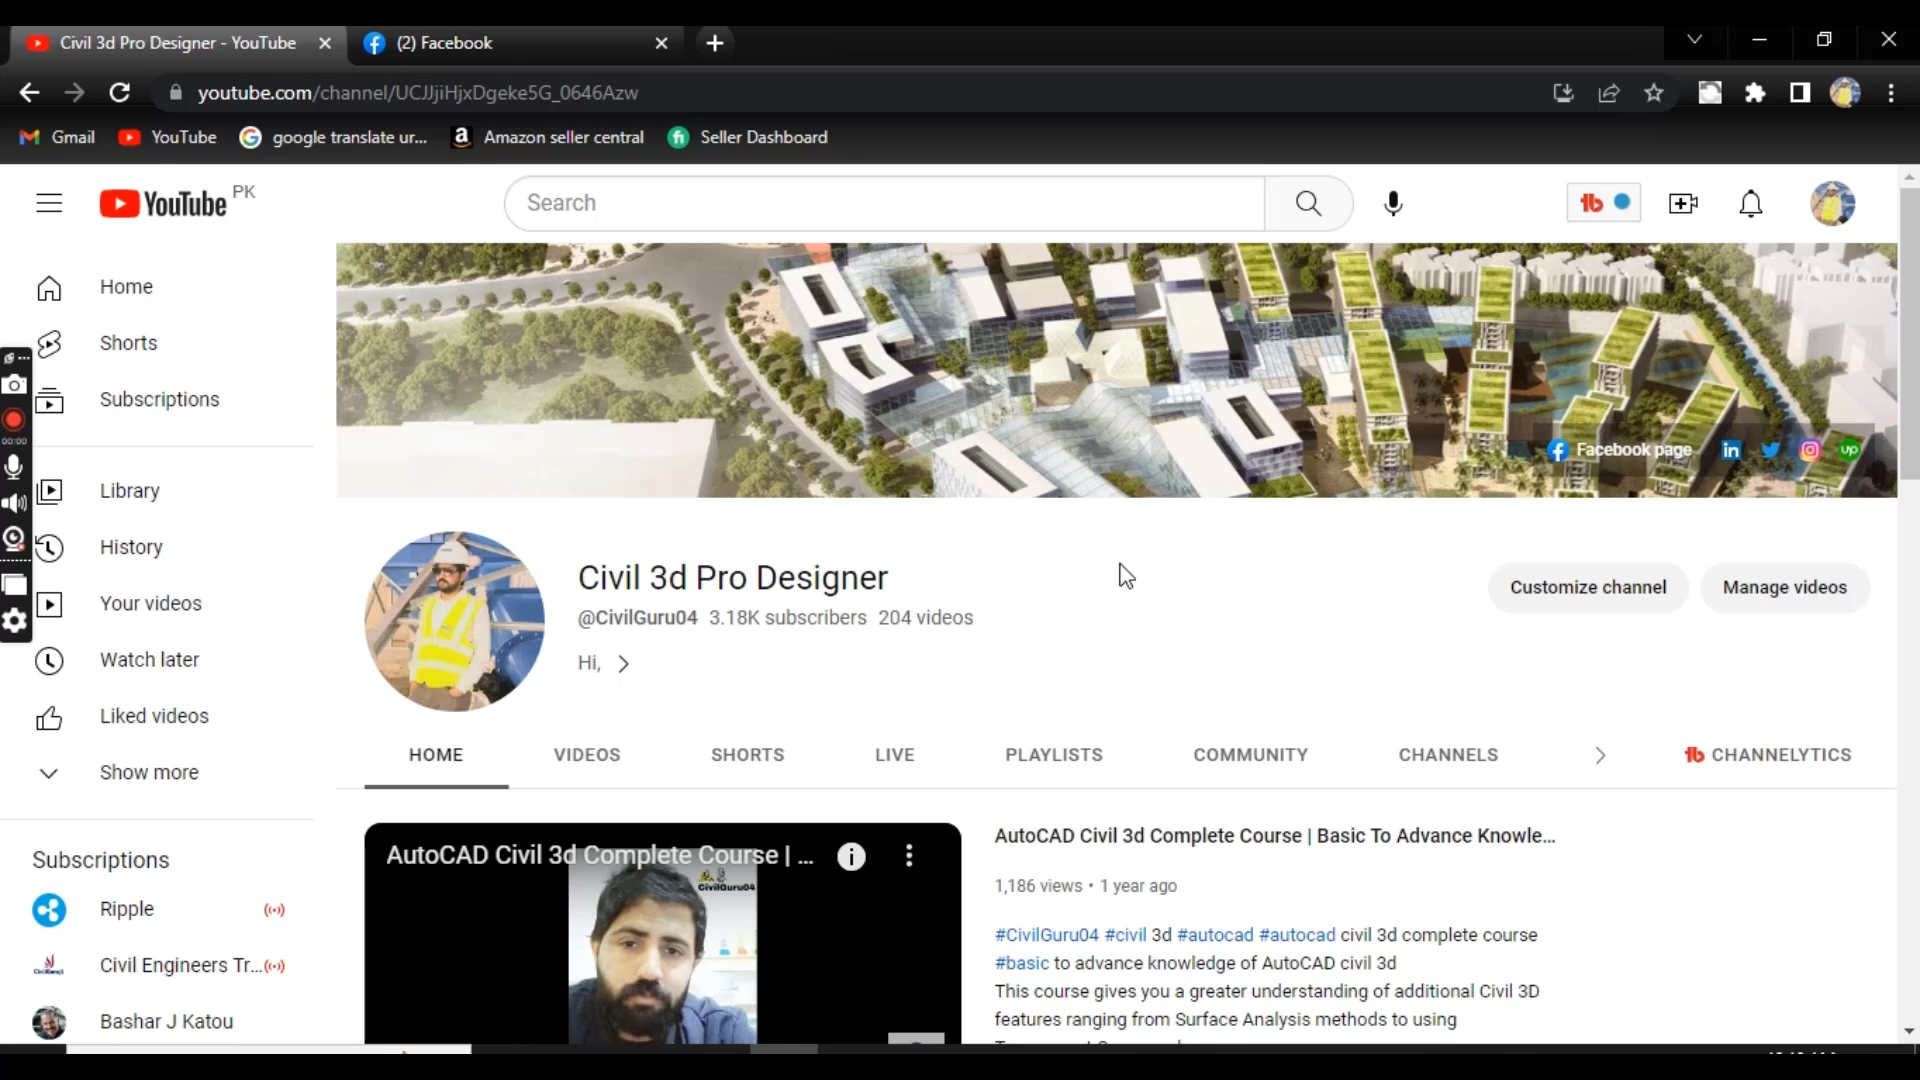 Civil 3d Pro Designer - YouTube
(2) Facebook
youtube.com/channel/UCJJjiHjxDgeke5G_0646Azw
Gmail
YouTube
google translate ur...
Amazon seller central
Seller Dashboard
YouTube PK
Search
Home
Shorts
Subscriptions
00:00
Library
History
Your videos
Watch later
Liked videos
Show more
Subscriptions
Ripple
Civil Engineers Tr...
Bashar J Katou
Facebook page
Civil 3d Pro Designer
@CivilGuru04 3.18K subscribers 204 videos
Hi,
Customize channel
Manage videos
HOME
VIDEOS
SHORTS
LIVE
PLAYLISTS
COMMUNITY
CHANNELS
CHANNELYTICS
AutoCAD Civil 3d Complete Course | ...
CivilGuru04
AutoCAD Civil 3d Complete Course | Basic To Advance Knowle...
1,186 views • 1 year ago
#CivilGuru04 #civil 3d #autocad #autocad civil 3d complete course
#basic to advance knowledge of AutoCAD civil 3d
This course gives you a greater understanding of additional Civil 3D
features ranging from Surface Analysis methods to using